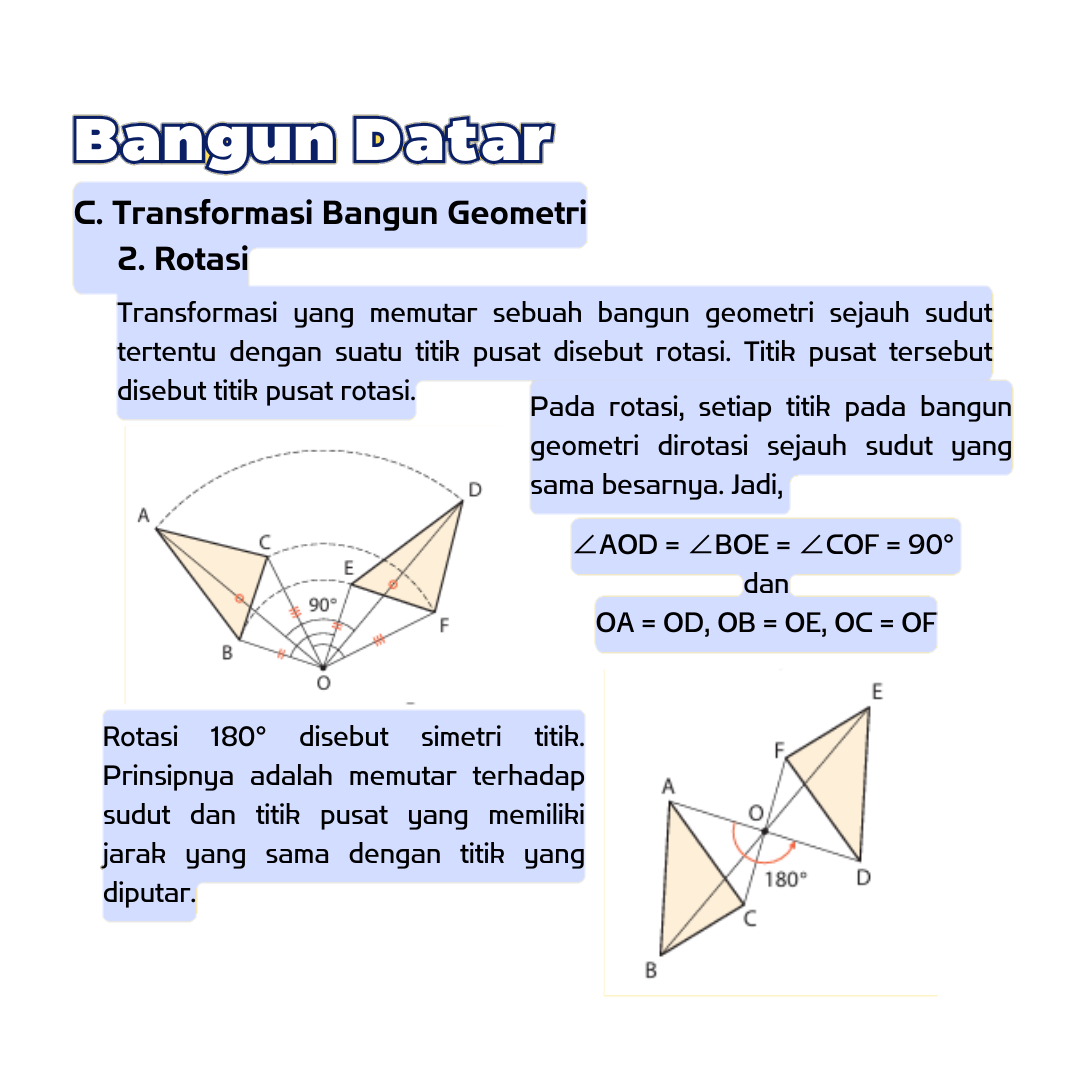 Bangun Datar
C. Transformasi Bangun Geometri
2. Rotasi
Transformasi yang memutar sebuah bangun geometri sejauh sudut
tertentu dengan suatu titik pusat disebut rotasi. Titik pusat tersebut
disebut titik pusat rotasi.
Pada rotasi, setiap titik pada bangun
geometri dirotasi sejauh sudut yang
sama besarnya. Jadi,
∠AOD = ∠BOE = ∠COF = 90°
dan
OA = OD, OB = OE, OC = OF
A
C
D
E
90°
F
B
O
Rotasi 180° disebut simetri titik.
Prinsipnya adalah memutar terhadap
sudut dan titik pusat yang memiliki
jarak yang sama dengan titik yang
diputar.
E
F
A
O
180°
D
C
B